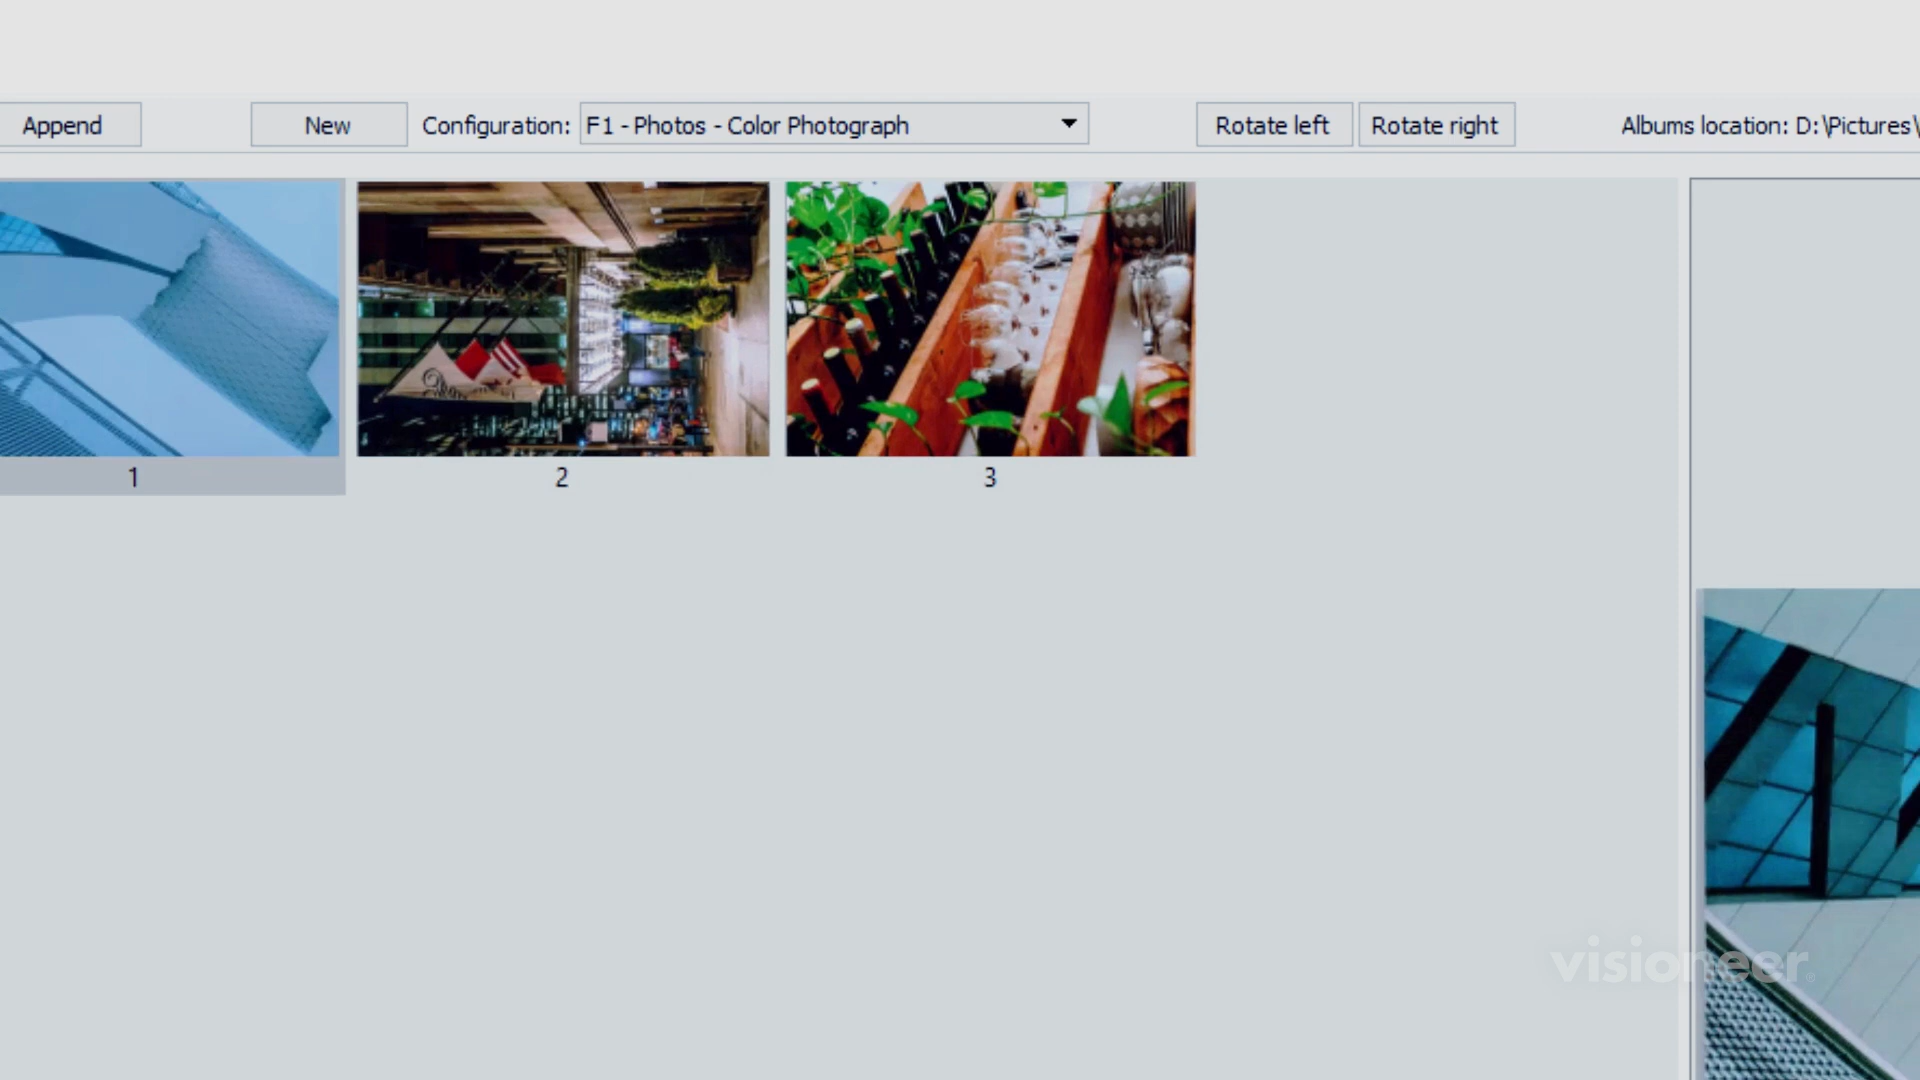 Append New Configuration: F1 - Photos - Color Photograph Rotate left Rotate right Albums location: D:\Pictures\
1 2 3
visioneer